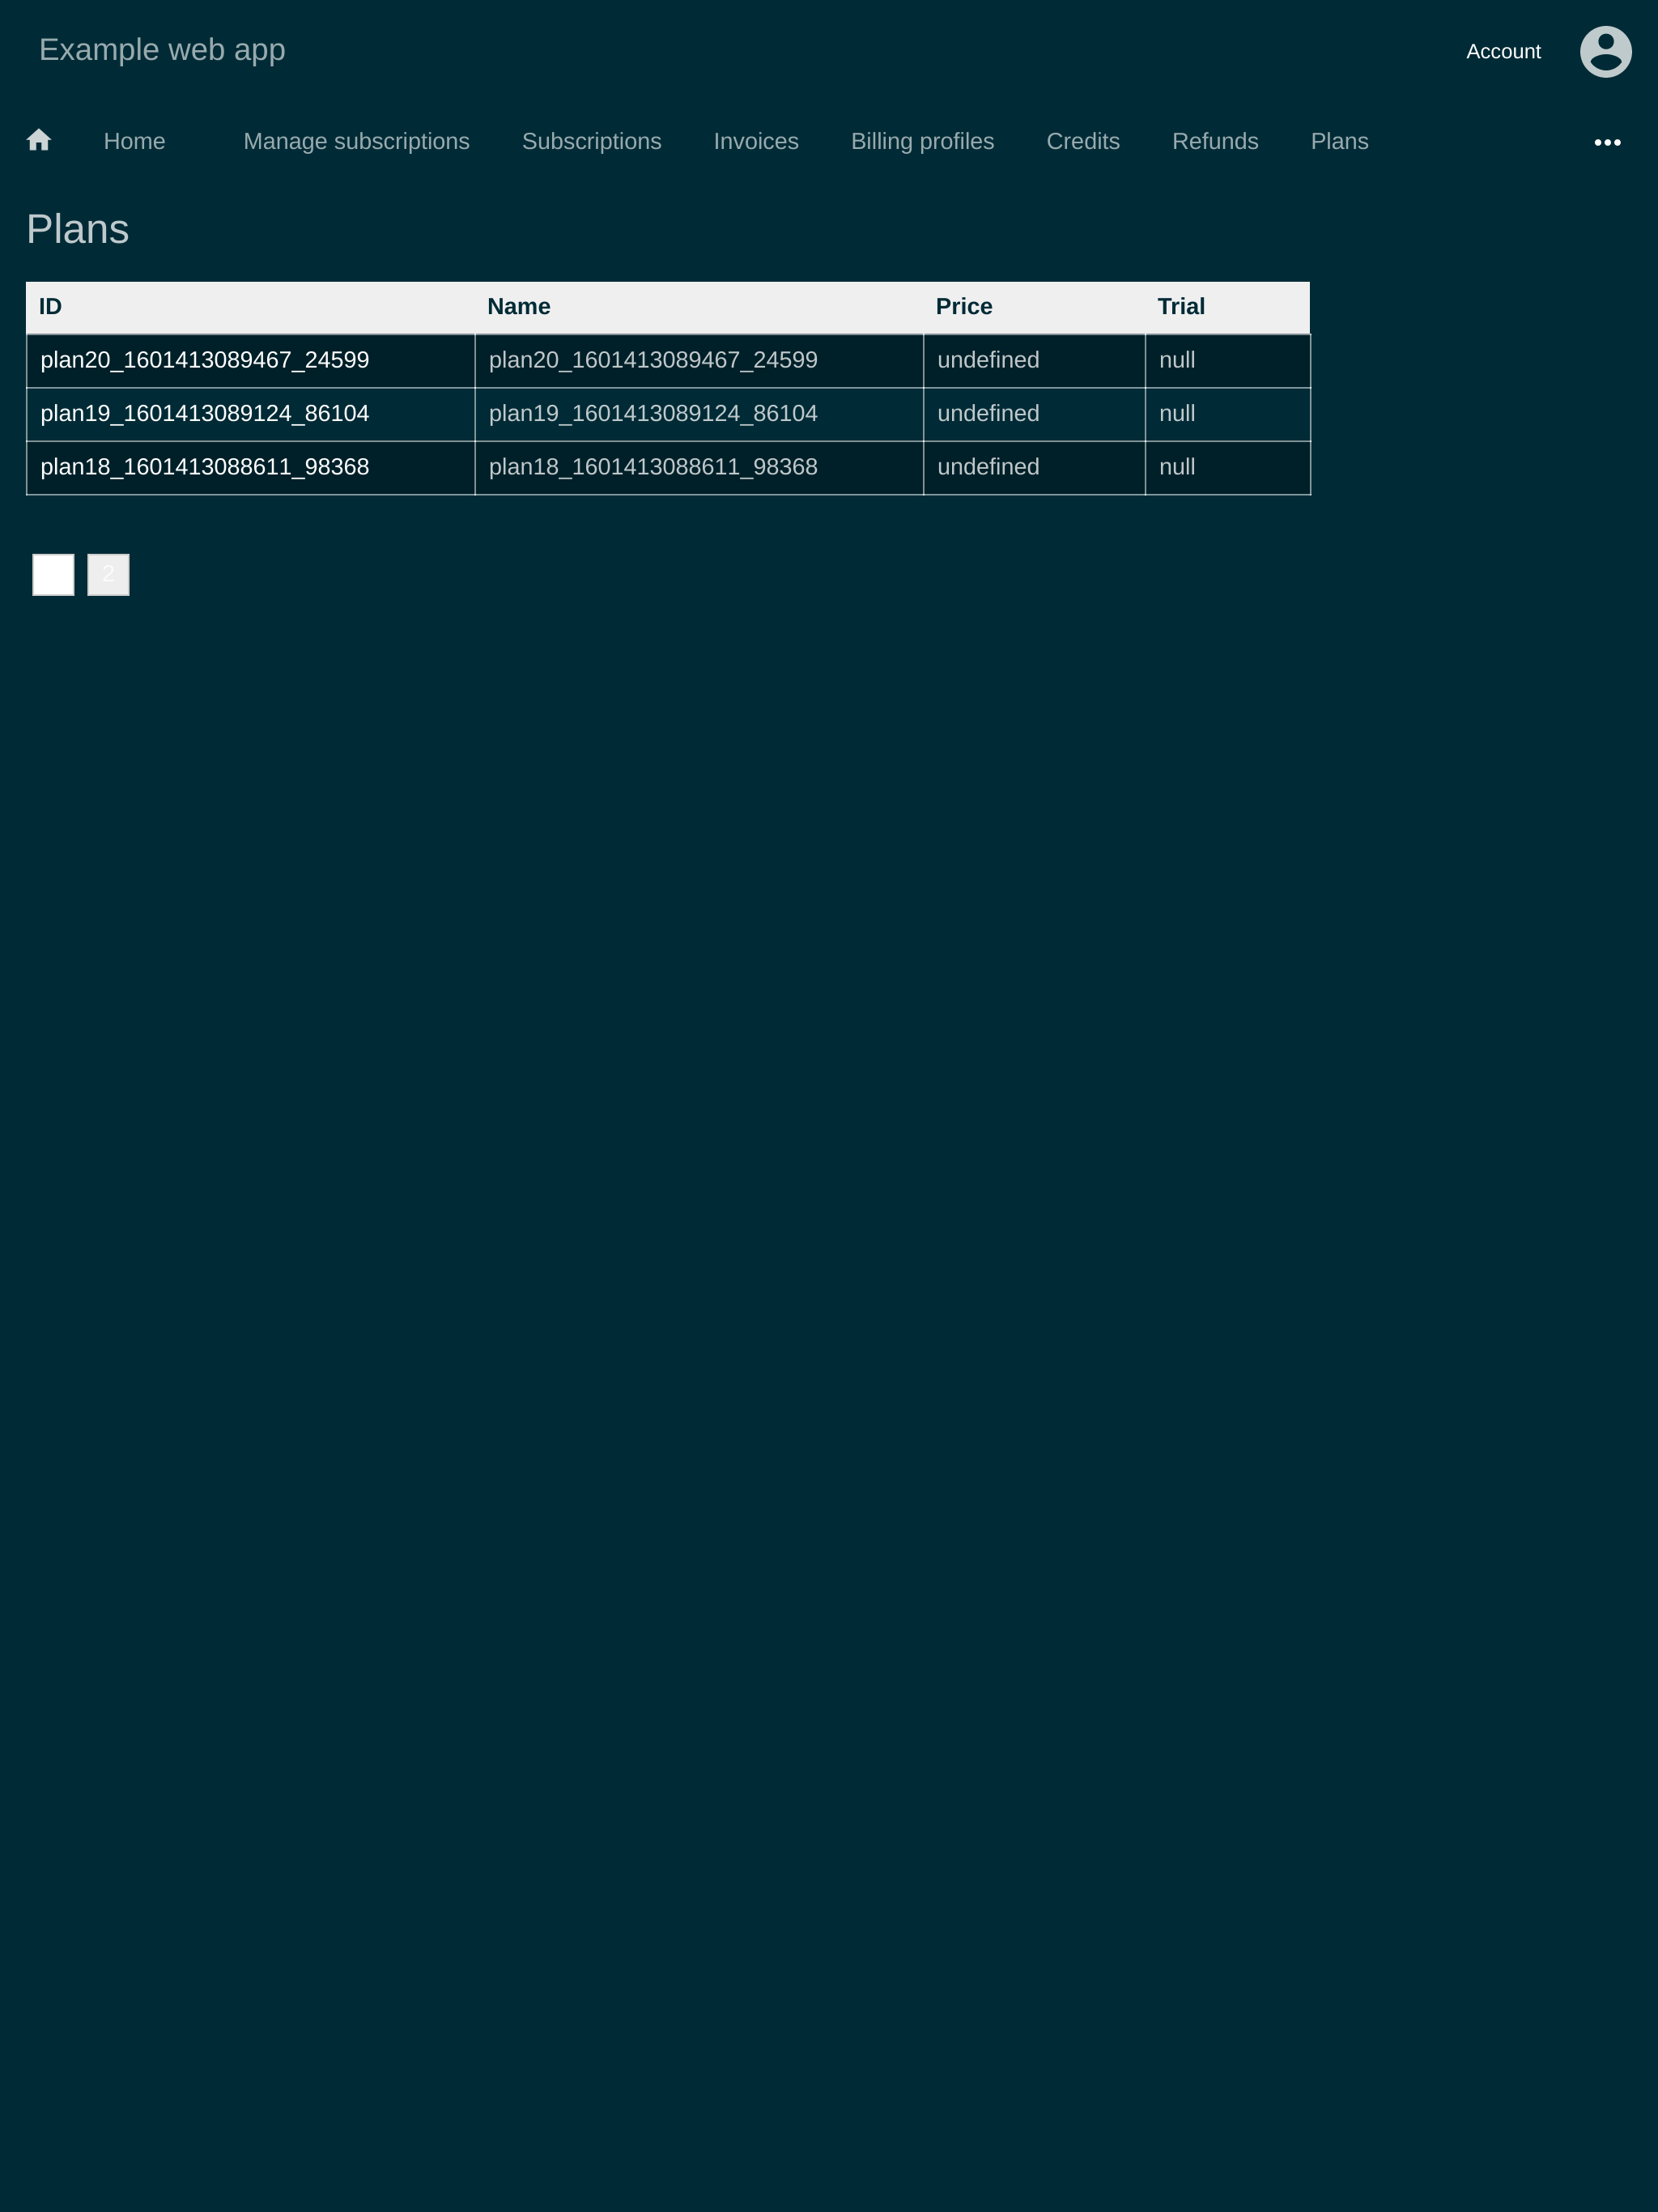 Example web app
Account
Home Manage subscriptions Subscriptions Invoices Billing profiles Credits Refunds Plans
Plans
ID Name Price Trial
plan20_1601413089467_24599 plan20_1601413089467_24599 undefined null
plan19_1601413089124_86104 plan19_1601413089124_86104 undefined null
plan18_1601413088611_98368 plan18_1601413088611_98368 undefined null
2